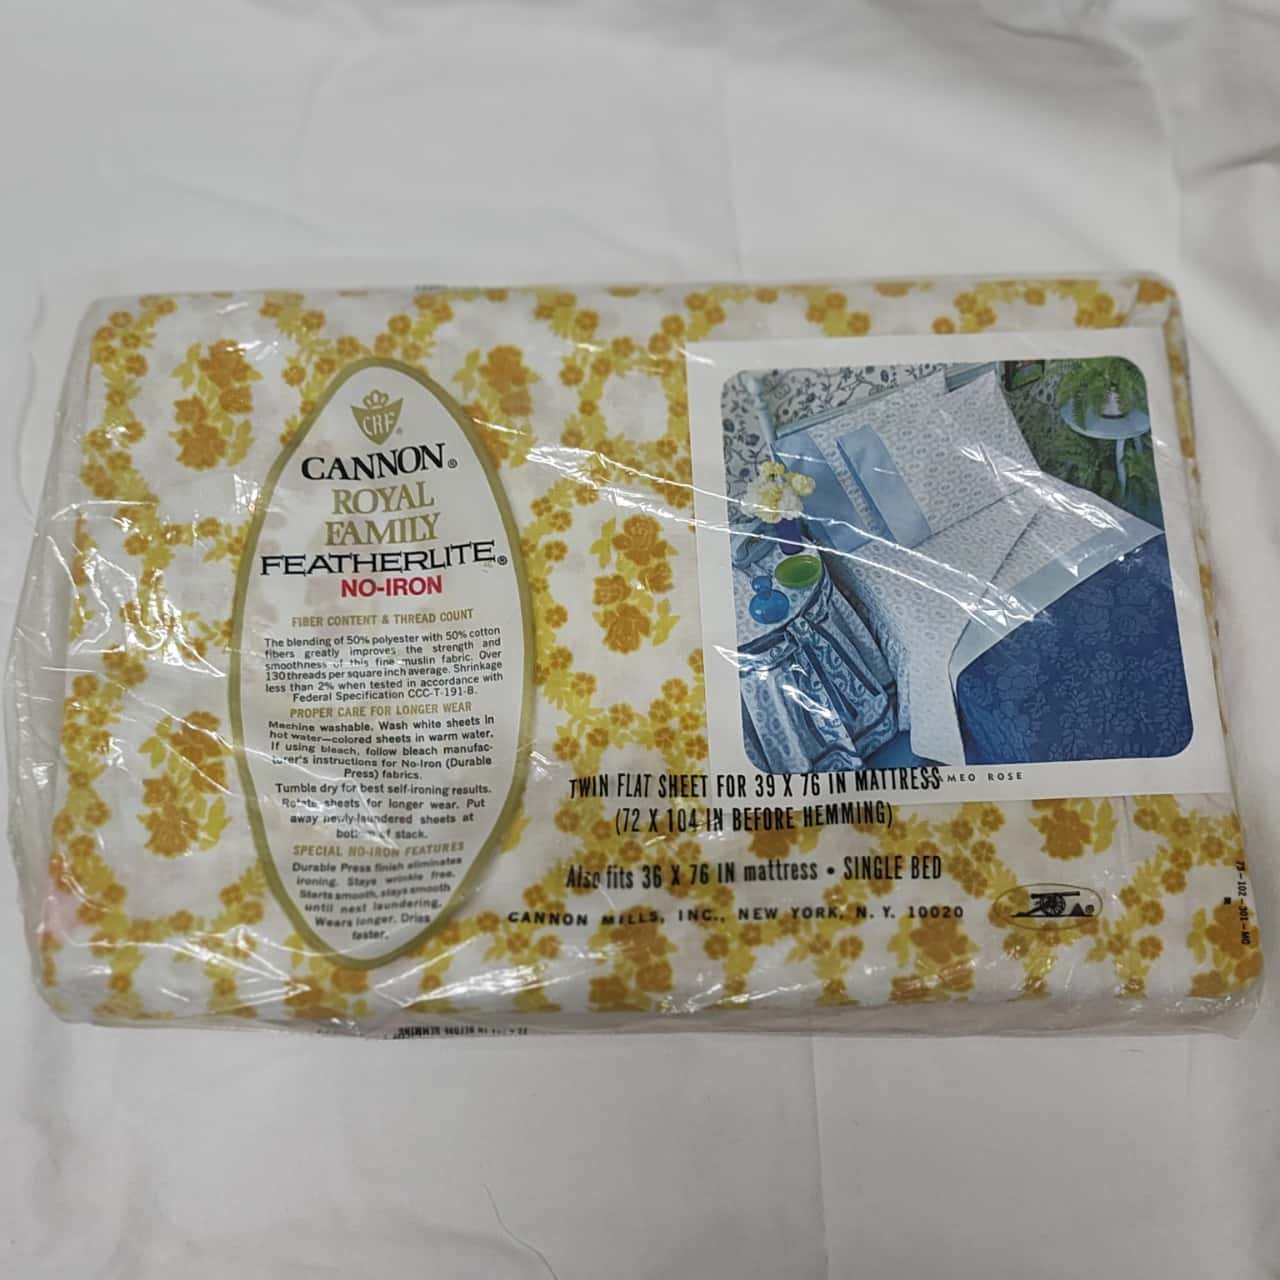 CRF®
CANNON®
ROYAL
FAMILY
FEATHERLITE®
NO-IRON
FIBER CONTENT & THREAD COUNT
The blending of 50% polyester with 50% cotton
fibers greatly improves the strength and
smoothness of this fine muslin fabric. Over
130 threads per square inch average. Shrinkage
less than 2% when tested in accordance with
Federal Specification CCC-T-191-B.
PROPER CARE FOR LONGER WEAR
Machine washable. Wash white sheets in
hot water—colored sheets in warm water.
If using bleach, follow bleach manufac-
turer's instructions for No-Iron (Durable
Press) fabrics.
Tumble dry for best self-ironing results.
Rotate sheets for longer wear. Put
away newly-laundered sheets at
bottom of stack.
SPECIAL NO-IRON FEATURES
Durable Press finish eliminates
ironing. Stays wrinkle free.
Starts smooth, stays smooth
until next laundering.
Wears longer. Dries
faster.
AMEO ROSE
TWIN FLAT SHEET FOR 39 X 76 IN MATTRESS
(72 X 104 IN BEFORE HEMMING)
Also fits 36 X 76 IN mattress • SINGLE BED
CANNON MILLS, INC., NEW YORK, N. Y. 10020
IN BEFORE HEMMING